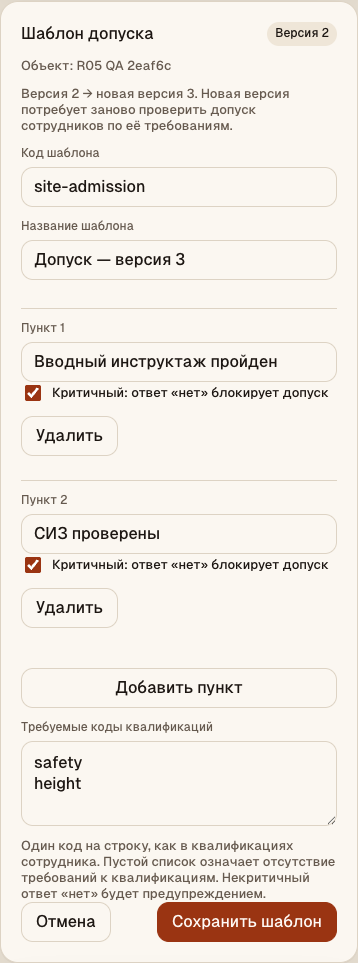 Шаблон допуска
Версия 2
Объект: R05 QA 2eaf6c
Версия 2 → новая версия 3. Новая версия
потребует заново проверить допуск
сотрудников по её требованиям.
Код шаблона
site-admission
Название шаблона
Допуск — версия 3
Пункт 1
Вводный инструктаж пройден
Критичный: ответ «нет» блокирует допуск
Удалить
Пункт 2
СИЗ проверены
Критичный: ответ «нет» блокирует допуск
Удалить
Добавить пункт
Требуемые коды квалификаций
safety
height
Один код на строку, как в квалификациях
сотрудника. Пустой список означает отсутствие
требований к квалификациям. Некритичный
ответ «нет» будет предупреждением.
Отмена
Сохранить шаблон